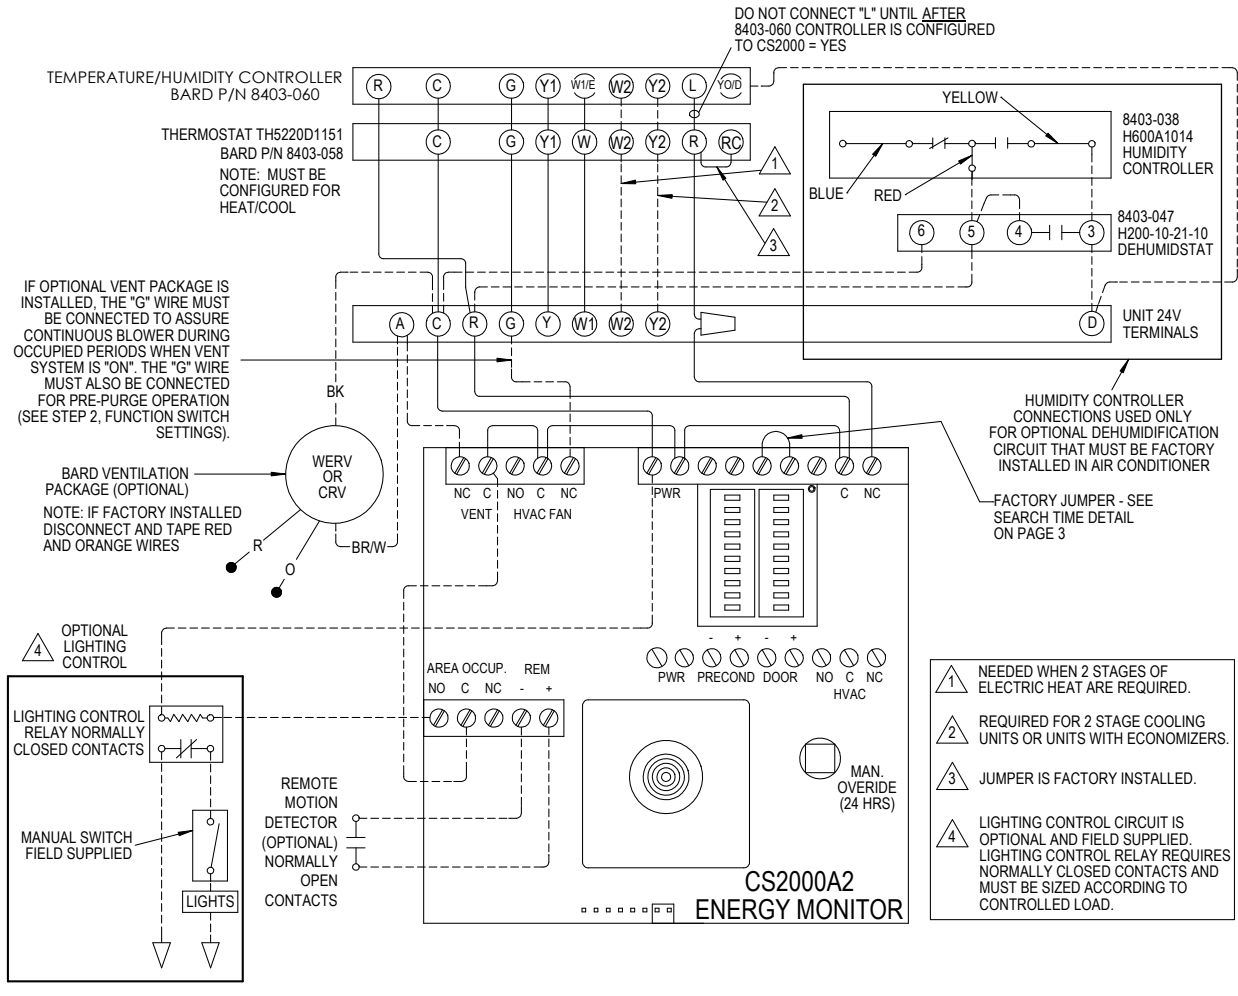 DO NOT CONNECT "L" UNTIL AFTER
8403-060 CONTROLLER IS CONFIGURED
TO CS2000 = YES
TEMPERATURE/HUMIDITY CONTROLLER
BARD P/N 8403-060
R C G Y1 W1/E W2 Y2 L YO/D
THERMOSTAT TH5220D1151
BARD P/N 8403-058
NOTE: MUST BE
CONFIGURED FOR
HEAT/COOL
C G Y1 W W2 Y2 R RC
1
2
3
YELLOW
BLUE
RED
8403-038
H600A1014
HUMIDITY
CONTROLLER
6 5 4 3
8403-047
H200-10-21-10
DEHUMIDSTAT
IF OPTIONAL VENT PACKAGE IS
INSTALLED, THE "G" WIRE MUST
BE CONNECTED TO ASSURE
CONTINUOUS BLOWER DURING
OCCUPIED PERIODS WHEN VENT
SYSTEM IS "ON". THE "G" WIRE
MUST ALSO BE CONNECTED
FOR PRE-PURGE OPERATION
(SEE STEP 2, FUNCTION SWITCH
SETTINGS).
A C R G Y W1 W2 Y2 D
UNIT 24V
TERMINALS
HUMIDITY CONTROLLER
CONNECTIONS USED ONLY
FOR OPTIONAL DEHUMIDIFICATION
CIRCUIT THAT MUST BE FACTORY
INSTALLED IN AIR CONDITIONER
BK
WERV
OR
CRV
BARD VENTILATION
PACKAGE (OPTIONAL)
NOTE: IF FACTORY INSTALLED
DISCONNECT AND TAPE RED
AND ORANGE WIRES
R
O
BR/W
NC C NO C NC
VENT HVAC FAN
PWR C NC
FACTORY JUMPER - SEE
SEARCH TIME DETAIL
ON PAGE 3
- + - +
PWR PRECOND DOOR NO C NC
HVAC
4
OPTIONAL
LIGHTING
CONTROL
LIGHTING CONTROL
RELAY NORMALLY
CLOSED CONTACTS
MANUAL SWITCH
FIELD SUPPLIED
LIGHTS
AREA OCCUP. REM
NO C NC - +
REMOTE
MOTION
DETECTOR
(OPTIONAL)
NORMALLY
OPEN
CONTACTS
MAN.
OVERIDE
(24 HRS)
CS2000A2
ENERGY MONITOR
1 NEEDED WHEN 2 STAGES OF
ELECTRIC HEAT ARE REQUIRED.
2 REQUIRED FOR 2 STAGE COOLING
UNITS OR UNITS WITH ECONOMIZERS.
3 JUMPER IS FACTORY INSTALLED.
4 LIGHTING CONTROL CIRCUIT IS
OPTIONAL AND FIELD SUPPLIED.
LIGHTING CONTROL RELAY REQUIRES
NORMALLY CLOSED CONTACTS AND
MUST BE SIZED ACCORDING TO
CONTROLLED LOAD.